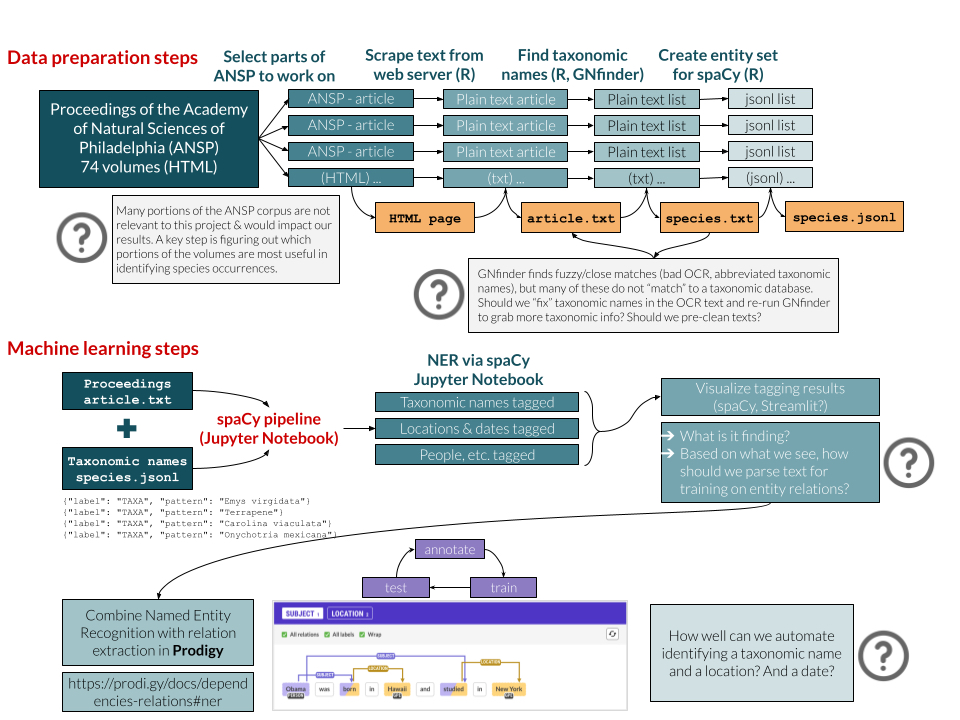 Data preparation steps
Select parts of
ANSP to work on
Scrape text from
web server (R)
Find taxonomic
names (R, GNfinder)
Create entity set
for spaCy (R)
Proceedings of the Academy
of Natural Sciences of
Philadelphia (ANSP)
74 volumes (HTML)
ANSP - article
Plain text article
Plain text list
jsonl list
ANSP - article
Plain text article
Plain text list
jsonl list
ANSP - article
Plain text article
Plain text list
jsonl list
(HTML) ...
(txt) ...
(txt) ...
(jsonl) ...
HTML page
article.txt
species.txt
species.jsonl
?
Many portions of the ANSP corpus are not
relevant to this project & would impact our
results. A key step is figuring out which
portions of the volumes are most useful in
identifying species occurrences.
?
GNfinder finds fuzzy/close matches (bad OCR, abbreviated taxonomic
names), but many of these do not “match” to a taxonomic database.
Should we “fix” taxonomic names in the OCR text and re-run GNfinder
to grab more taxonomic info? Should we pre-clean texts?
Machine learning steps
Proceedings
article.txt
Taxonomic names
species.jsonl
{"label": "TAXA", "pattern": "Emys virgidata"}
{"label": "TAXA", "pattern": "Terrapene"}
{"label": "TAXA", "pattern": "Carolina viaculata"}
{"label": "TAXA", "pattern": "Onychotria mexicana"}
spaCy pipeline
(Jupyter Notebook)
NER via spaCy
Jupyter Notebook
Taxonomic names tagged
Locations & dates tagged
People, etc. tagged
Visualize tagging results
(spaCy, Streamlit?)
➔ What is it finding?
➔ Based on what we see, how
should we parse text for
training on entity relations?
?
annotate
test
train
Combine Named Entity
Recognition with relation
extraction in Prodigy
https://prodi.gy/docs/depend
encies-relations#ner
SUBJECT 1
LOCATION 2
All relations
All labels
Wrap
SUBJECT
LOCATION
LOCATION
Obama was born in Hawaii and studied in New York
PERSON
GPE
GPE
How well can we automate
identifying a taxonomic name
and a location? And a date?
?